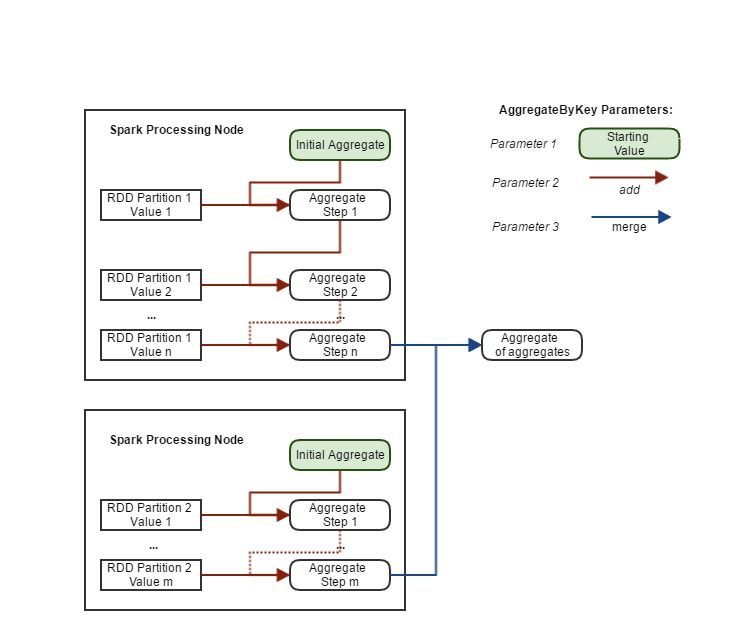 AggregateByKey Parameters:
Parameter 1
Starting
Value
Parameter 2
add
Parameter 3
merge
Spark Processing Node
Initial Aggregate
RDD Partition 1
Value 1
Aggregate
Step 1
RDD Partition 1
Value 2
Aggregate
Step 2
...
...
RDD Partition 1
Value n
Aggregate
Step n
Aggregate
of aggregates
Spark Processing Node
Initial Aggregate
RDD Partition 2
Value 1
Aggregate
Step 1
...
...
RDD Partition 2
Value m
Aggregate
Step m